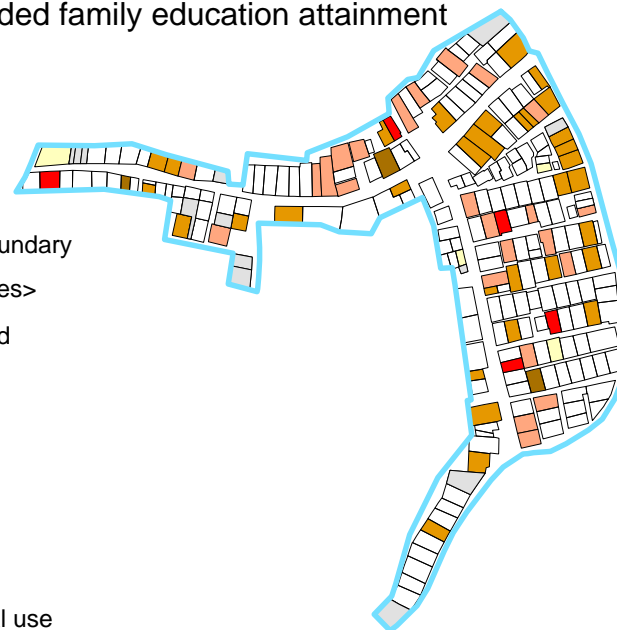 ded family education attainment
undary
es>
d
l use